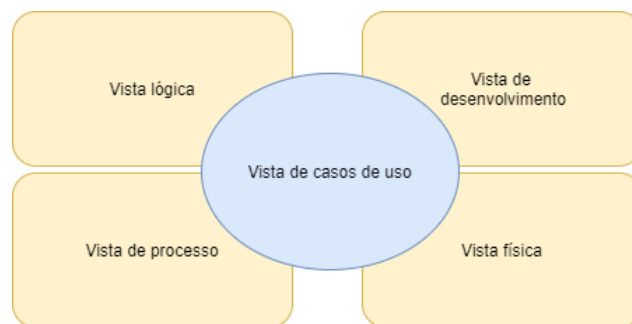 Vista lógica
Vista de
desenvolvimento
Vista de casos de uso
Vista de processo
Vista física